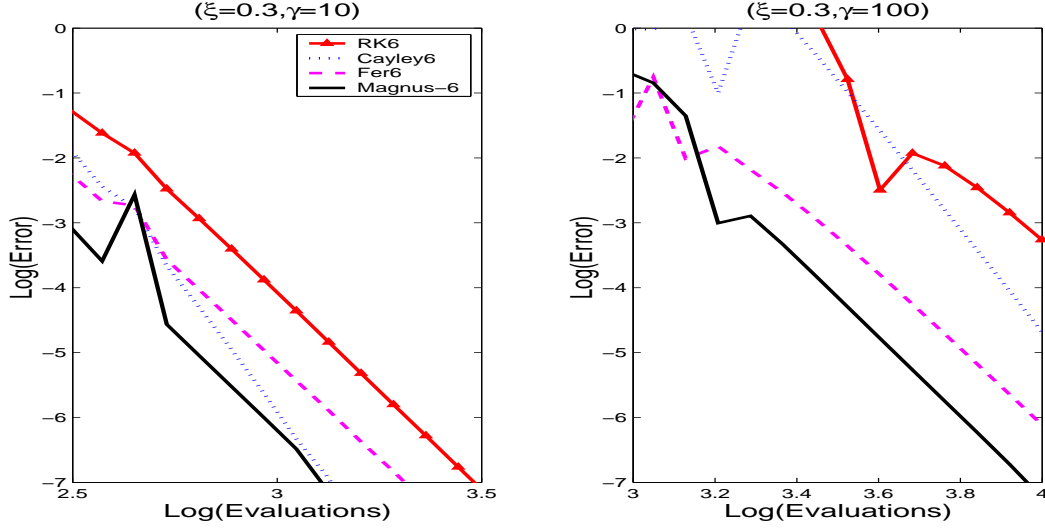 (ξ=0.3,γ=10)
0
−1
−2
−3
−4
−5
−6
−7
Log(Error)
2.5
3
3.5
Log(Evaluations)
RK6
Cayley6
Fer6
Magnus−6
(ξ=0.3,γ=100)
0
−1
−2
−3
−4
−5
−6
−7
Log(Error)
3
3.2
3.4
3.6
3.8
4
Log(Evaluations)